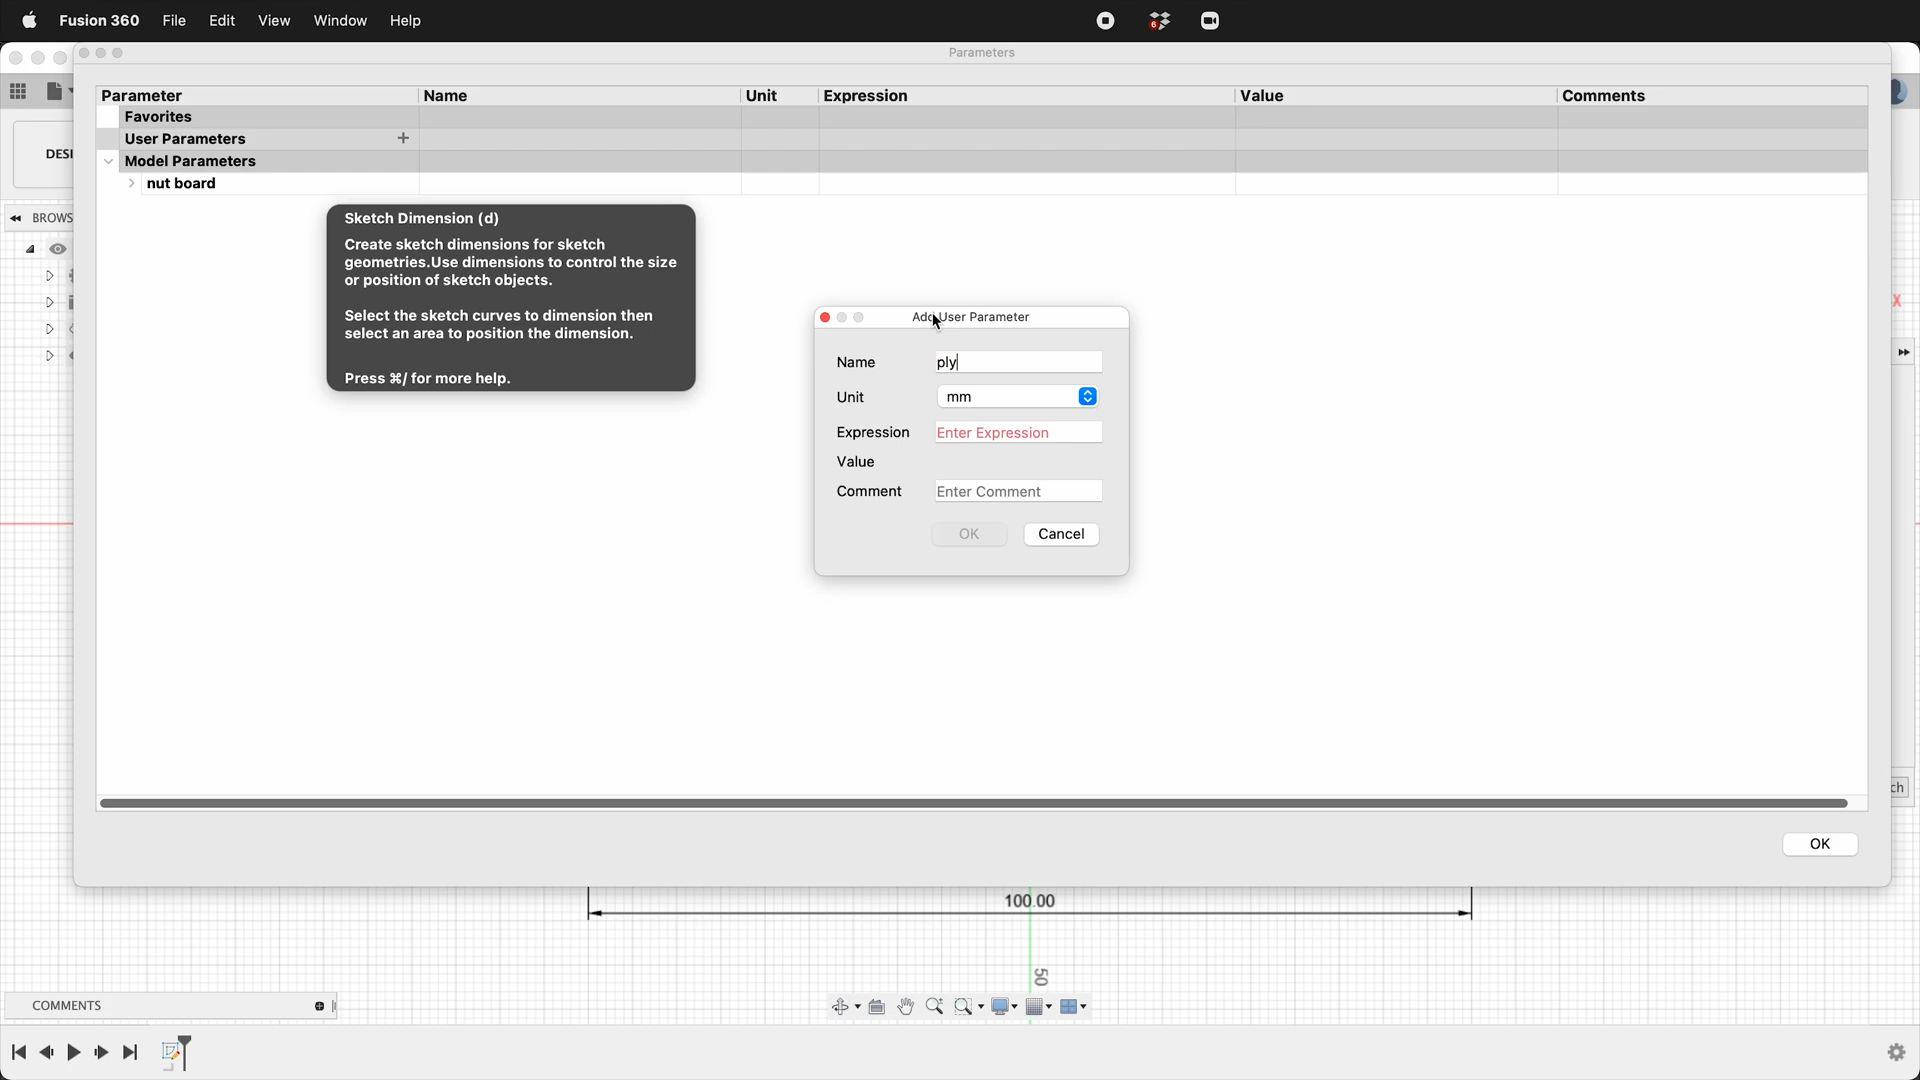 Fusion 360 File Edit View Window Help
6
Parameters
Parameter Name Unit Expression Value Comments
Favorites
User Parameters +
Model Parameters
nut board
DESI
BROWS
Sketch Dimension (d)
Create sketch dimensions for sketch
geometries.Use dimensions to control the size
or position of sketch objects.
Select the sketch curves to dimension then
select an area to position the dimension.
Press ⌘/ for more help.
Add User Parameter
Name ply
Unit mm
Expression Enter Expression
Value
Comment Enter Comment
OK Cancel
X
ch
OK
100.00
50
COMMENTS